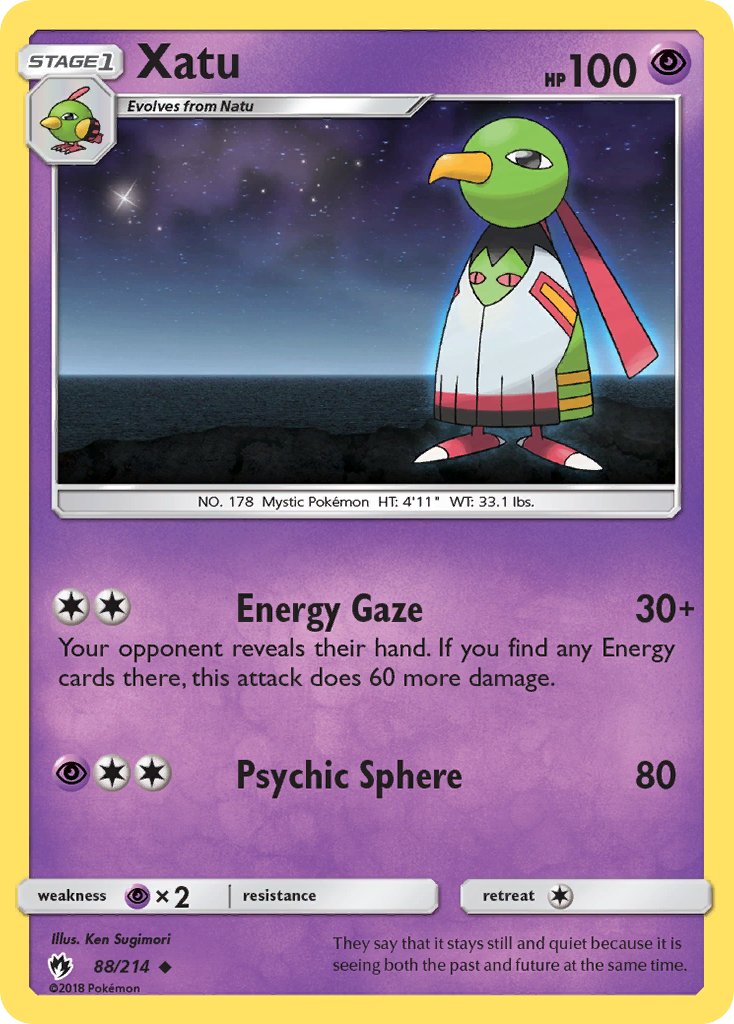 STAGE1
Xatu
HP 100
Evolves from Natu
NO. 178 Mystic Pokémon HT: 4'11" WT: 33.1 lbs.
Energy Gaze 30+
Your opponent reveals their hand. If you find any Energy
cards there, this attack does 60 more damage.
Psychic Sphere 80
weakness ×2 resistance retreat
Illus. Ken Sugimori
88/214
©2018 Pokémon
They say that it stays still and quiet because it is
seeing both the past and future at the same time.